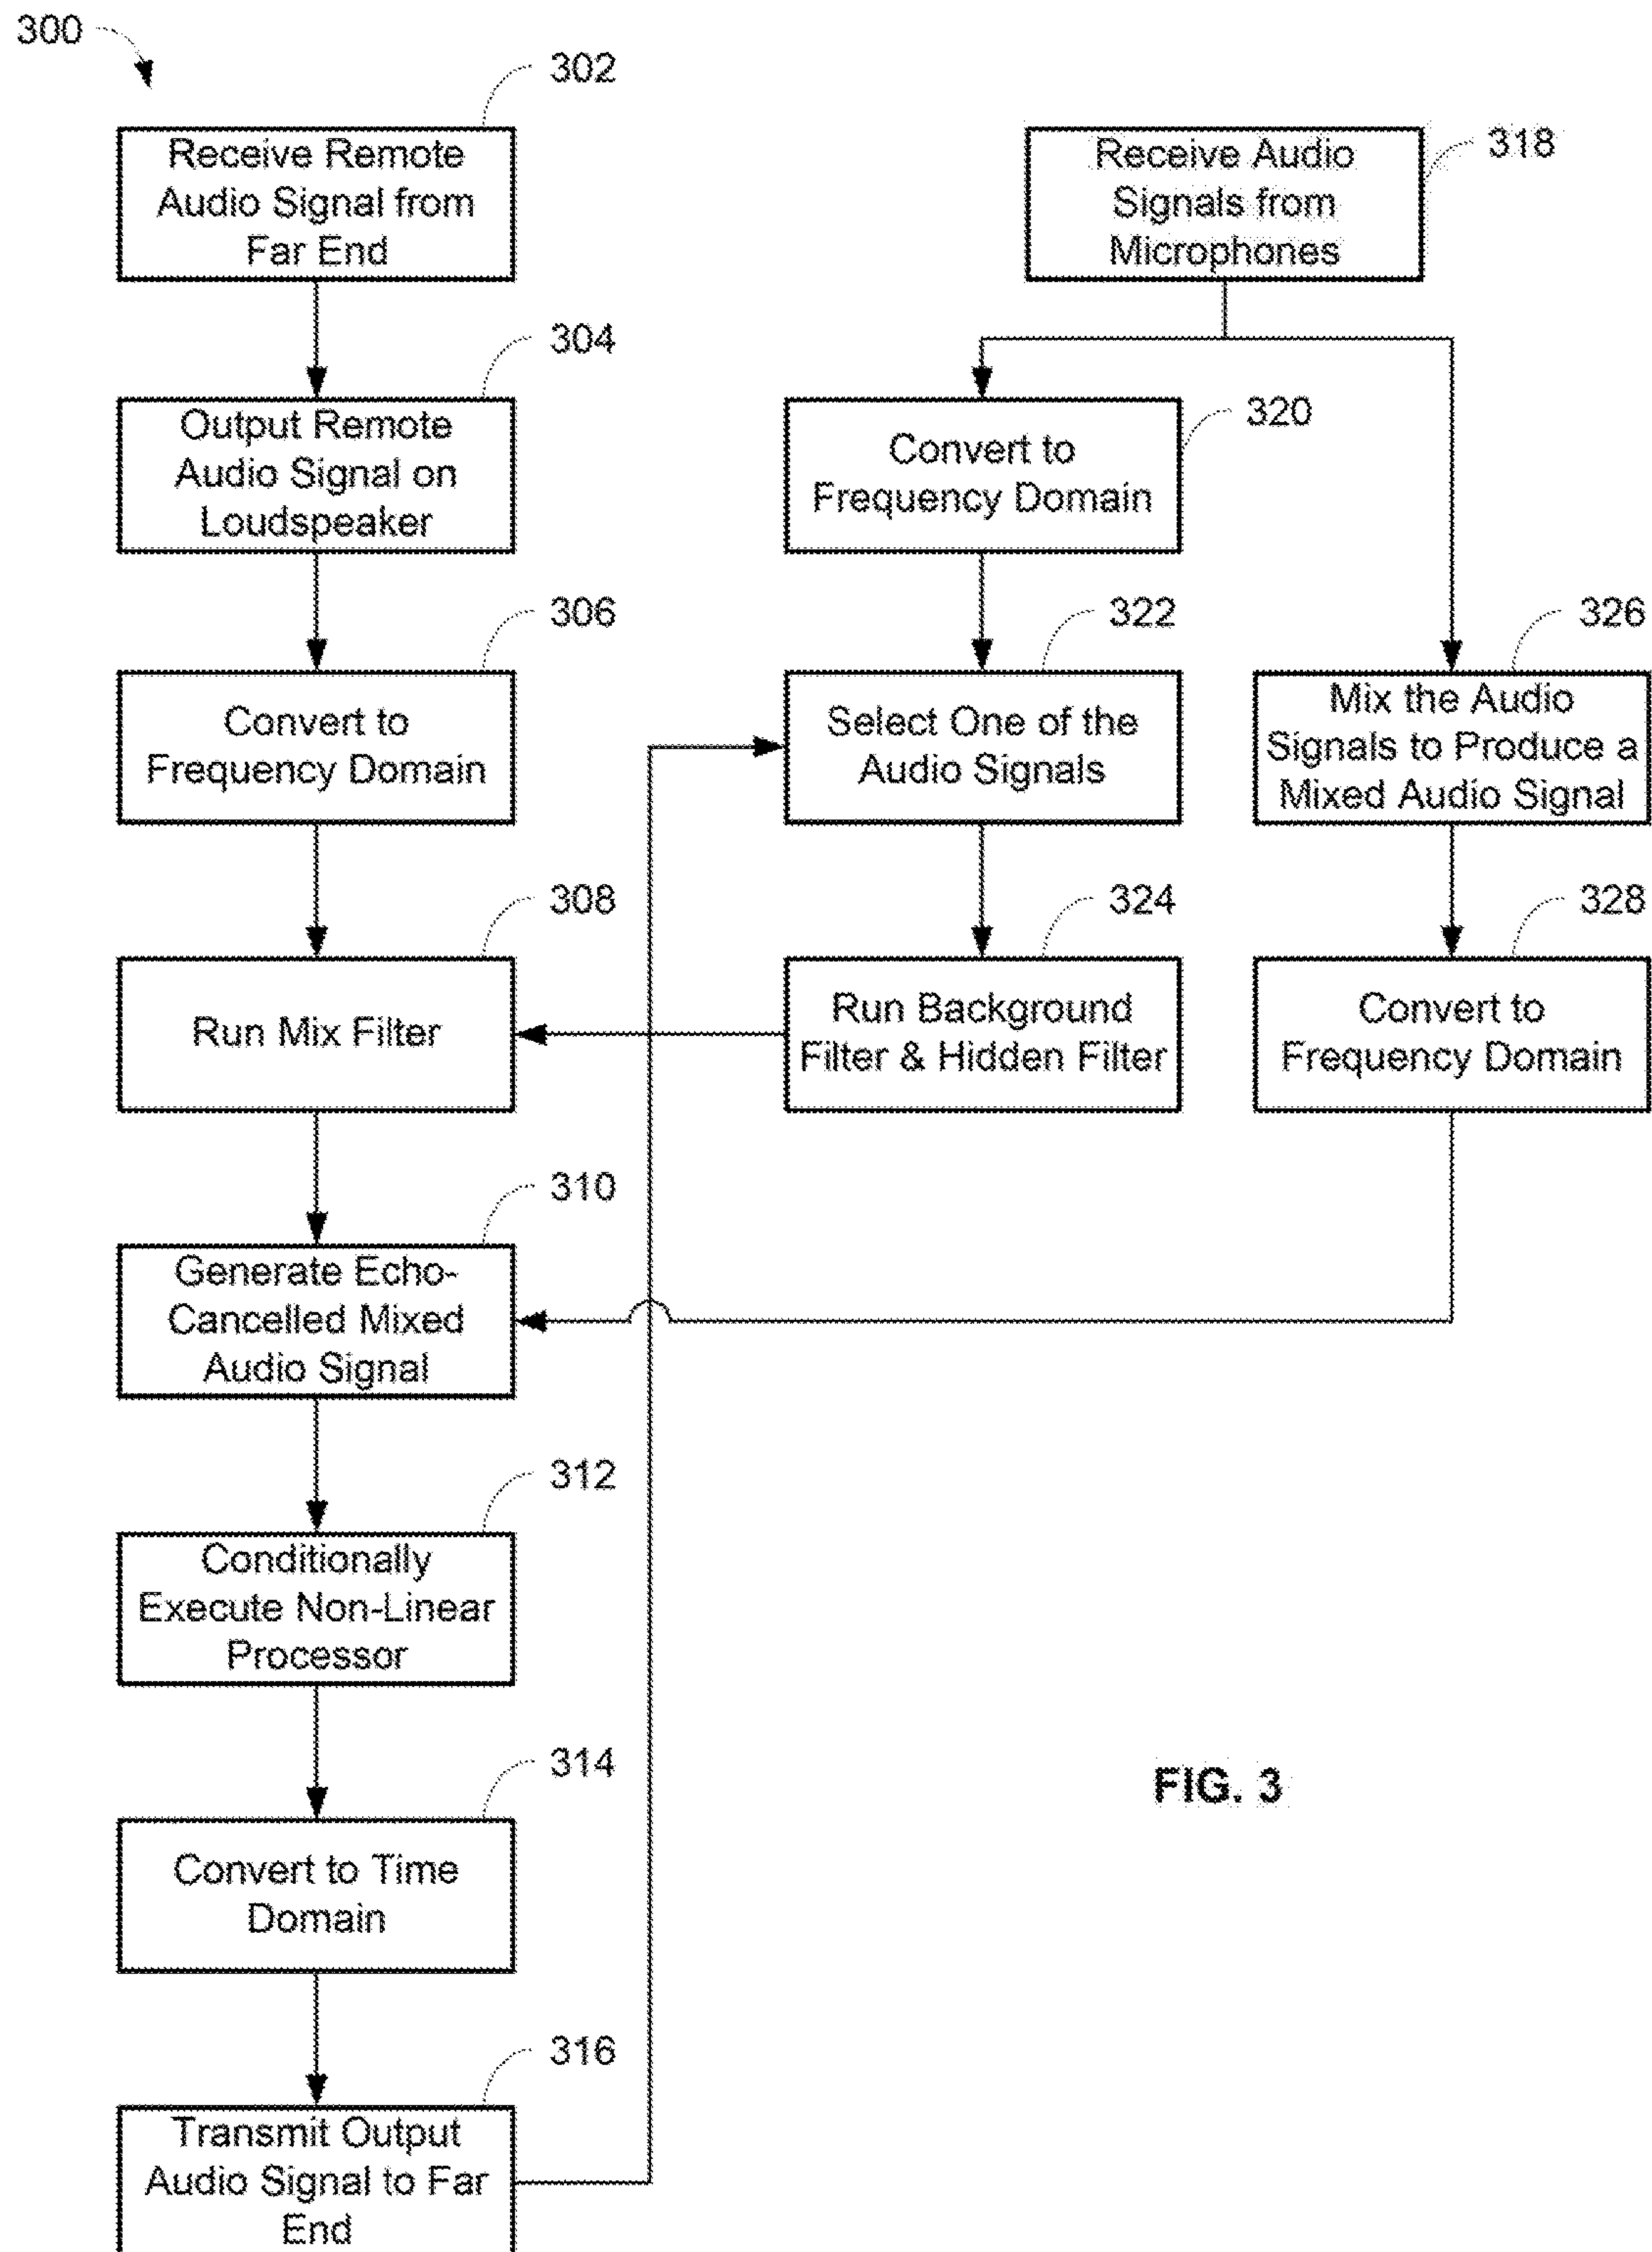 300
302
Receive Remote
Audio Signal from
Far End
304
Output Remote
Audio Signal on
Loudspeaker
306
Convert to
Frequency Domain
308
Run Mix Filter
310
Generate Echo-
Cancelled Mixed
Audio Signal
312
Conditionally
Execute Non-Linear
Processor
314
Convert to Time
Domain
316
Transmit Output
Audio Signal to Far
End
318
Receive Audio
Signals from
Microphones
320
Convert to
Frequency Domain
322
Select One of the
Audio Signals
324
Run Background
Filter & Hidden Filter
326
Mix the Audio
Signals to Produce a
Mixed Audio Signal
328
Convert to
Frequency Domain
FIG. 3